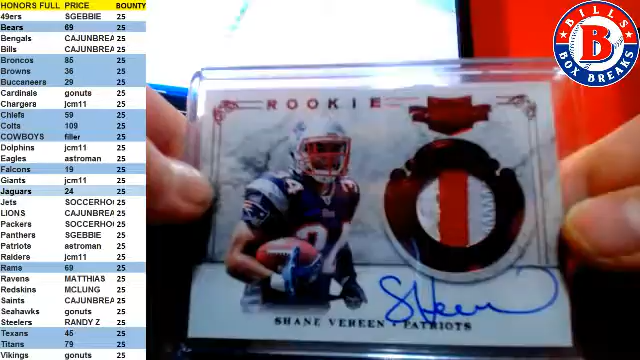 HONORS FULL PRICE BOUNTY
49ers SGEBBIE 25
Bears 69 25
Bengals CAJUNBREA 25
Bills CAJUNBREA 25
Broncos 85 25
Browns 36 25
Buccaneers 29 25
Cardinals gonuts 25
Chargers jcm11 25
Chiefs 59 25
Colts 109 25
COWBOYS filler 25
Dolphins jcm11 25
Eagles astroman 25
Falcons 19 25
Giants jcm11 25
Jaguars 24 25
Jets SOCCERHO 25
LIONS CAJUNBREA 25
Packers SOCCERHO 25
Panthers SGEBBIE 25
Patriots astroman 25
Raiders jcm11 25
Rams 69 25
Ravens MATTHIAS 25
Redskins MCLUNG 25
Saints CAJUNBREA 25
Seahawks gonuts 25
Steelers RANDY Z 25
Texans 45 25
Titans 79 25
Vikings gonuts 25
BILLS
BOX BREAKS
ROOKIE
34
SHANE VEREEN • PATRIOTS